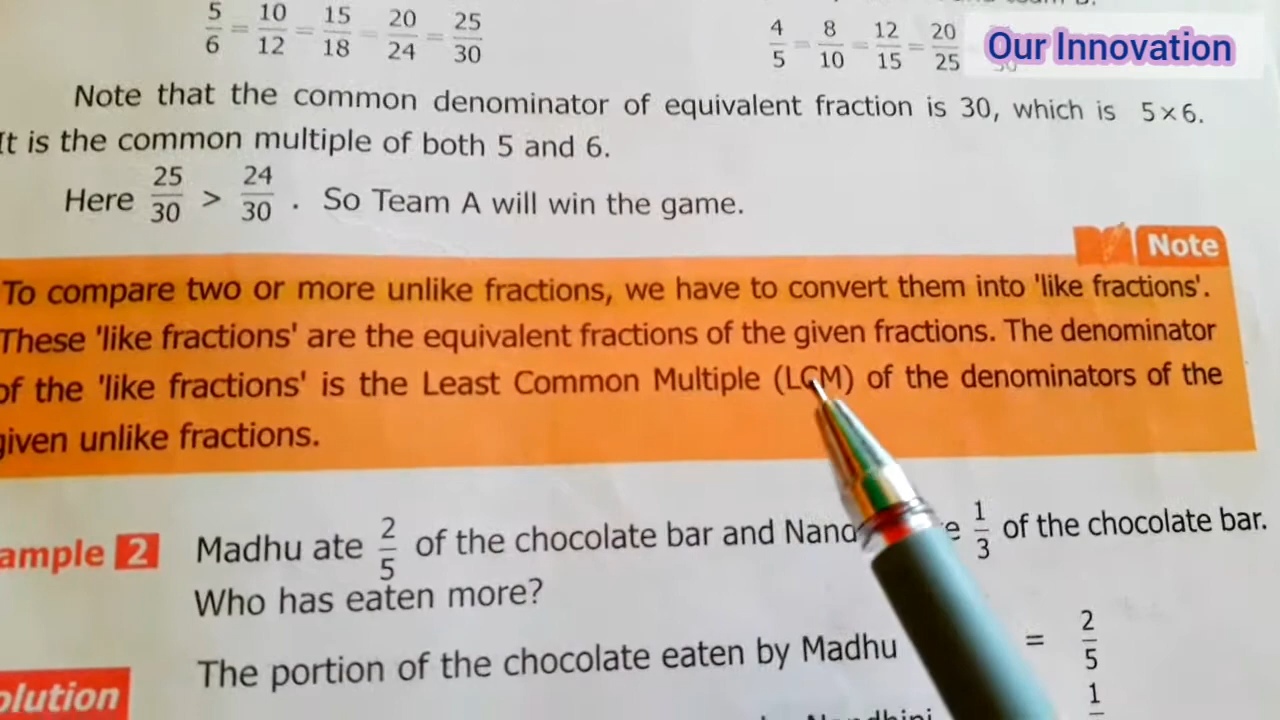 5/6 = 10/12 = 15/18 = 20/24 = 25/30
4/5 = 8/10 = 12/15 = 20/25
Our Innovation
Note that the common denominator of equivalent fraction is 30, which is 5×6.
It is the common multiple of both 5 and 6.
Here 25/30 > 24/30 . So Team A will win the game.
Note
To compare two or more unlike fractions, we have to convert them into 'like fractions'.
These 'like fractions' are the equivalent fractions of the given fractions. The denominator
of the 'like fractions' is the Least Common Multiple (LCM) of the denominators of the
given unlike fractions.
ample 2 Madhu ate 2/5 of the chocolate bar and 1/3 of the chocolate bar.
Who has eaten more?
olution The portion of the chocolate eaten by Madhu = 2/5
1